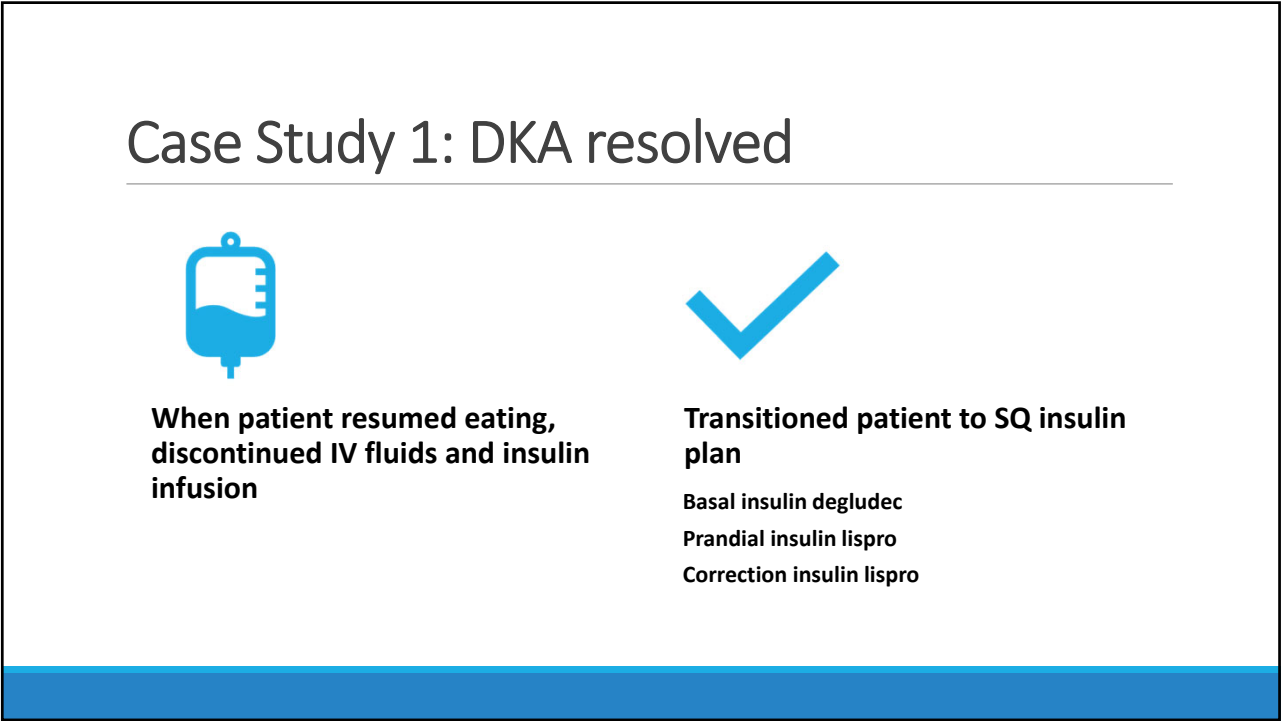 Case Study 1: DKA resolved
When patient resumed eating,
discontinued IV fluids and insulin
infusion
Transitioned patient to SQ insulin
plan
Basal insulin degludec
Prandial insulin lispro
Correction insulin lispro